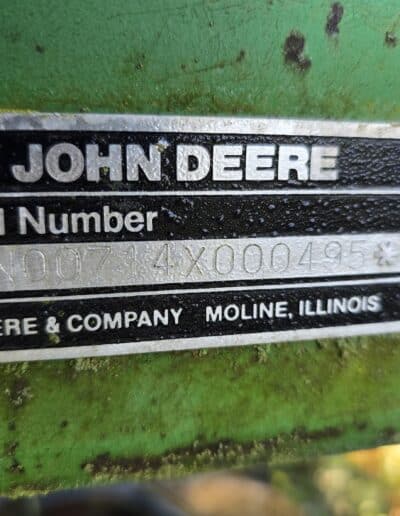 JOHN DEERE
l Number
N00714X000495*
ERE & COMPANY MOLINE, ILLINOIS